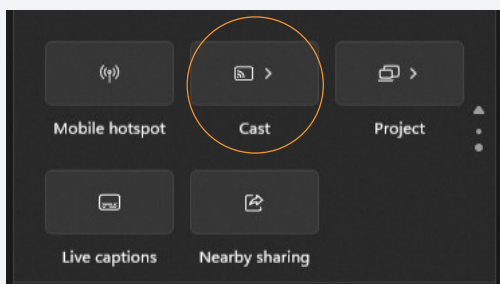 Mobile hotspot
Cast
Project
Live captions
Nearby sharing